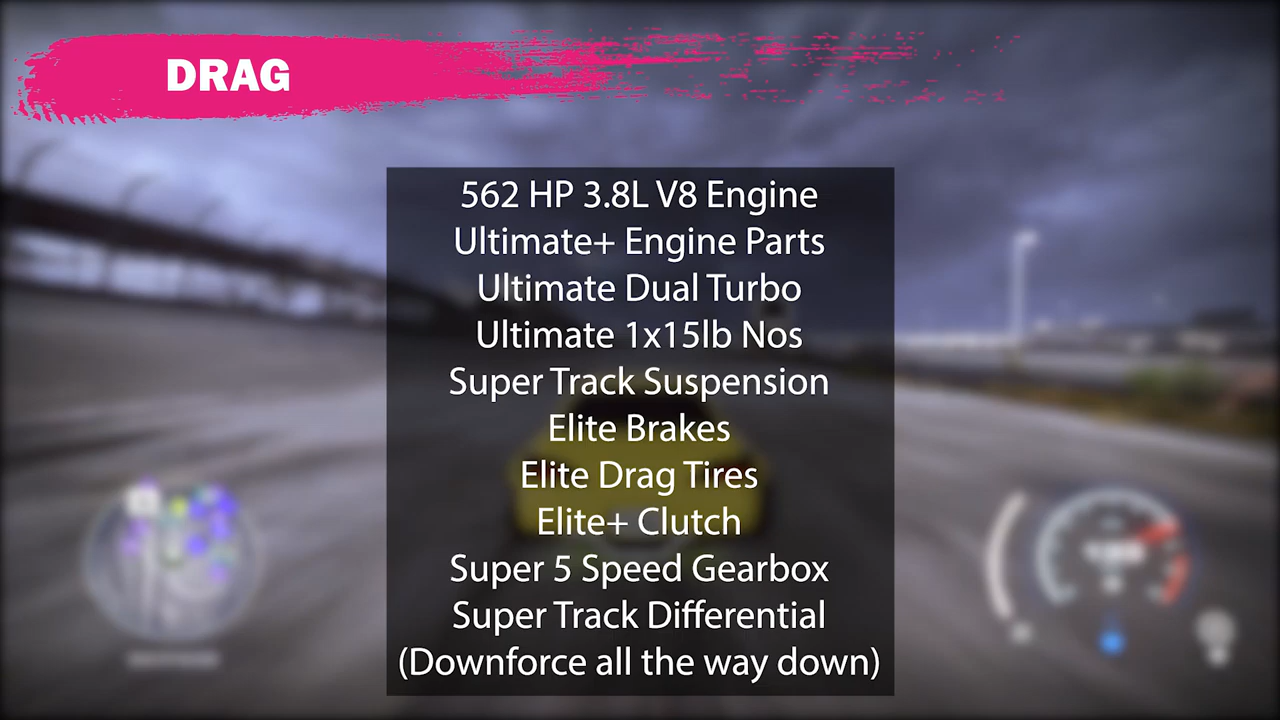 DRAG
562 HP 3.8L V8 Engine
Ultimate+ Engine Parts
Ultimate Dual Turbo
Ultimate 1x15lb Nos
Super Track Suspension
Elite Brakes
Elite Drag Tires
Elite+ Clutch
Super 5 Speed Gearbox
Super Track Differential
(Downforce all the way down)